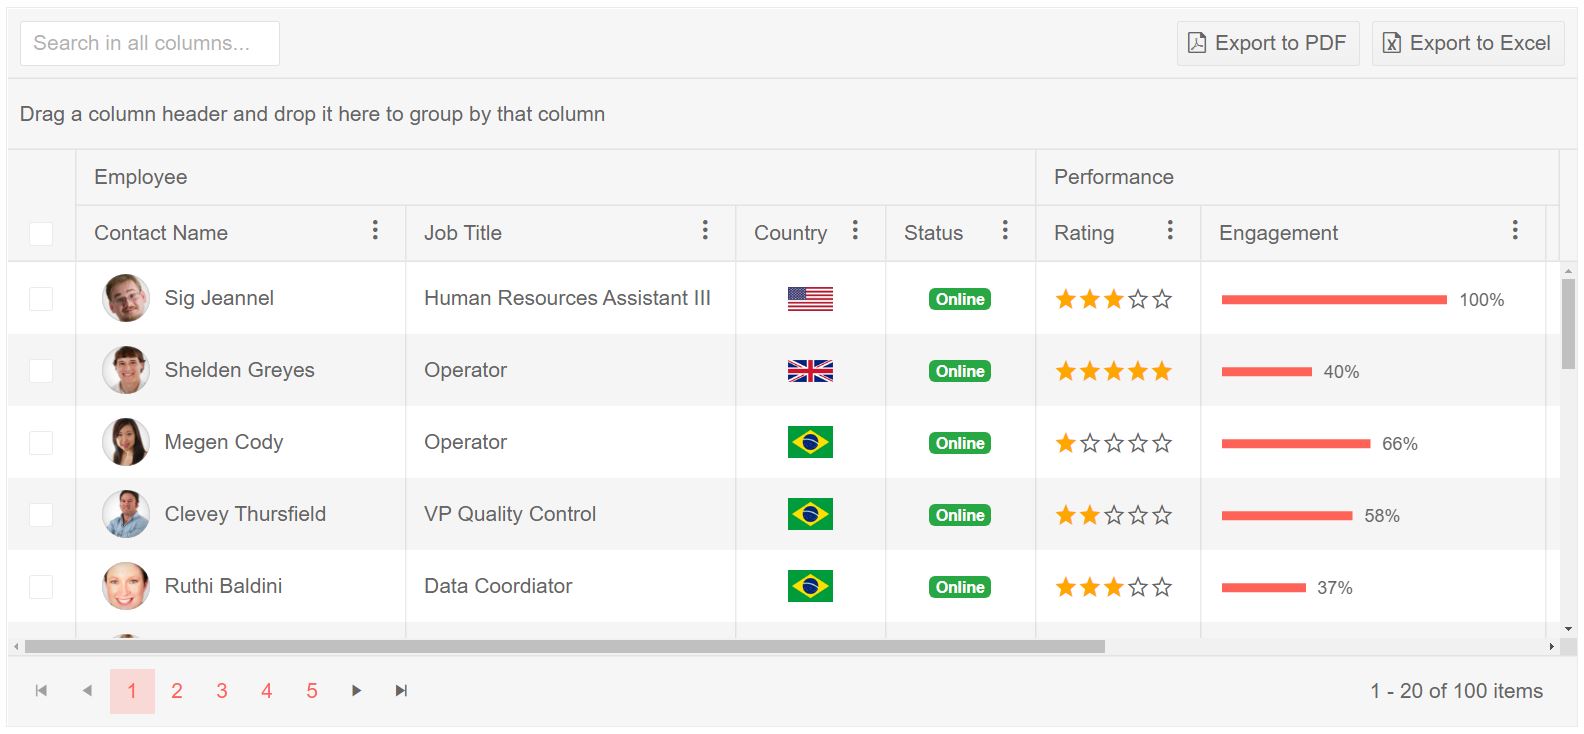 Search in all columns...
Export to PDF
Export to Excel
Drag a column header and drop it here to group by that column
Employee
Performance
Contact Name
Job Title
Country
Status
Rating
Engagement
Sig Jeannel
Human Resources Assistant III
Online
100%
Shelden Greyes
Operator
Online
40%
Megen Cody
Operator
Online
66%
Clevey Thursfield
VP Quality Control
Online
58%
Ruthi Baldini
Data Coordiator
Online
37%
1 2 3 4 5
1 - 20 of 100 items